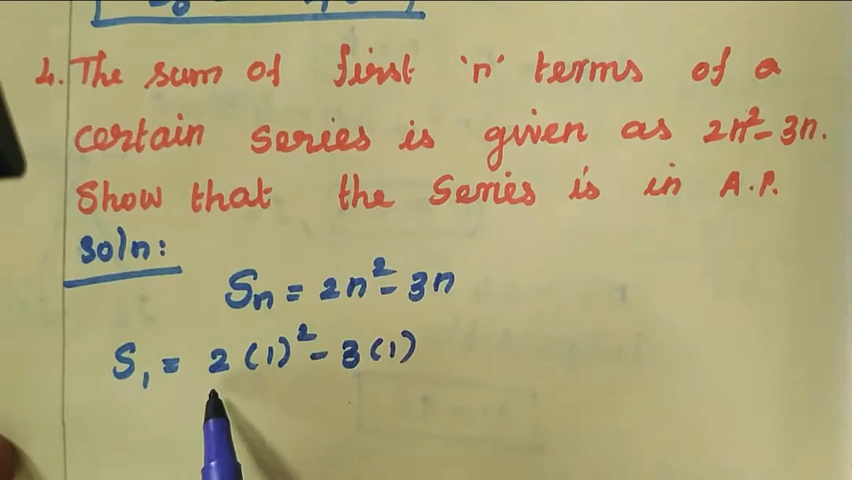 4. The sum of first 'n' terms of a
certain series is given as 2n² - 3n.
Show that the series is in A.P.
Soln:
Sn = 2n² - 3n
S₁ = 2(1)² - 3(1)